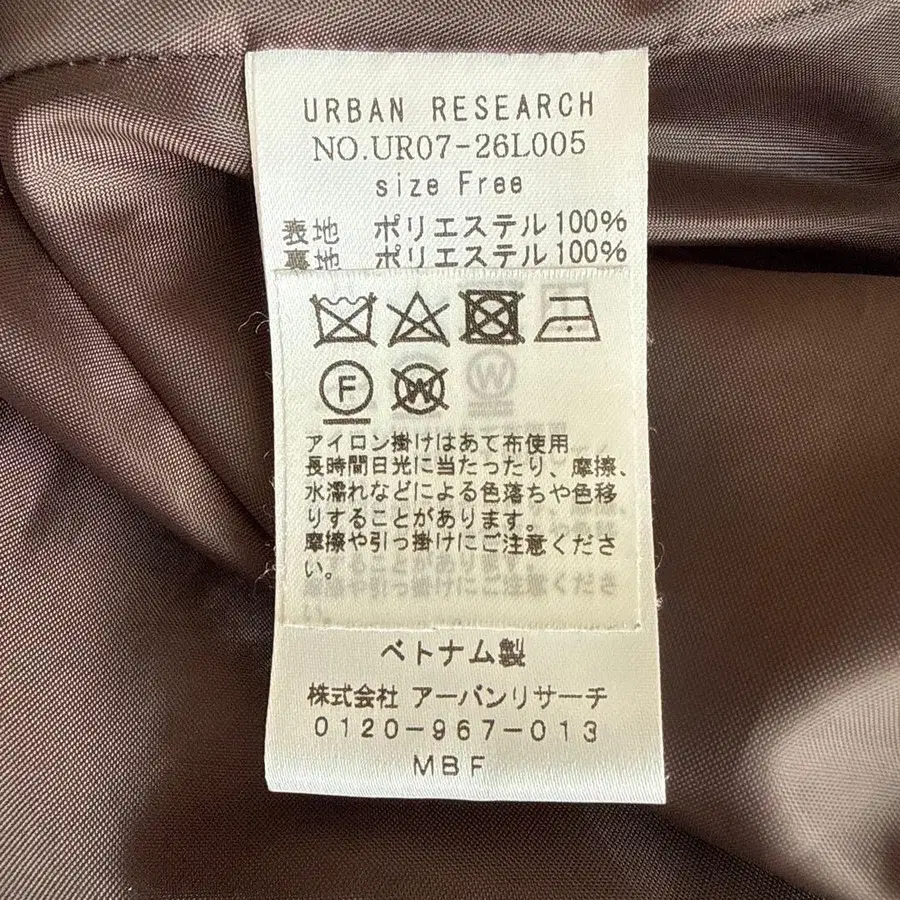 URBAN RESEARCH
NO.UR07-26L005
size Free
表地 ポリエステル100%
裏地 ポリエステル100%
F W
アイロン掛けはあて布使用
長時間日光に当たったり、摩擦、
水濡れなどによる色落ちや色移
りすることがあります。
摩擦や引っ掛けにご注意くださ
い。
ベトナム製
株式会社 アーバンリサーチ
0120-967-013
MBF